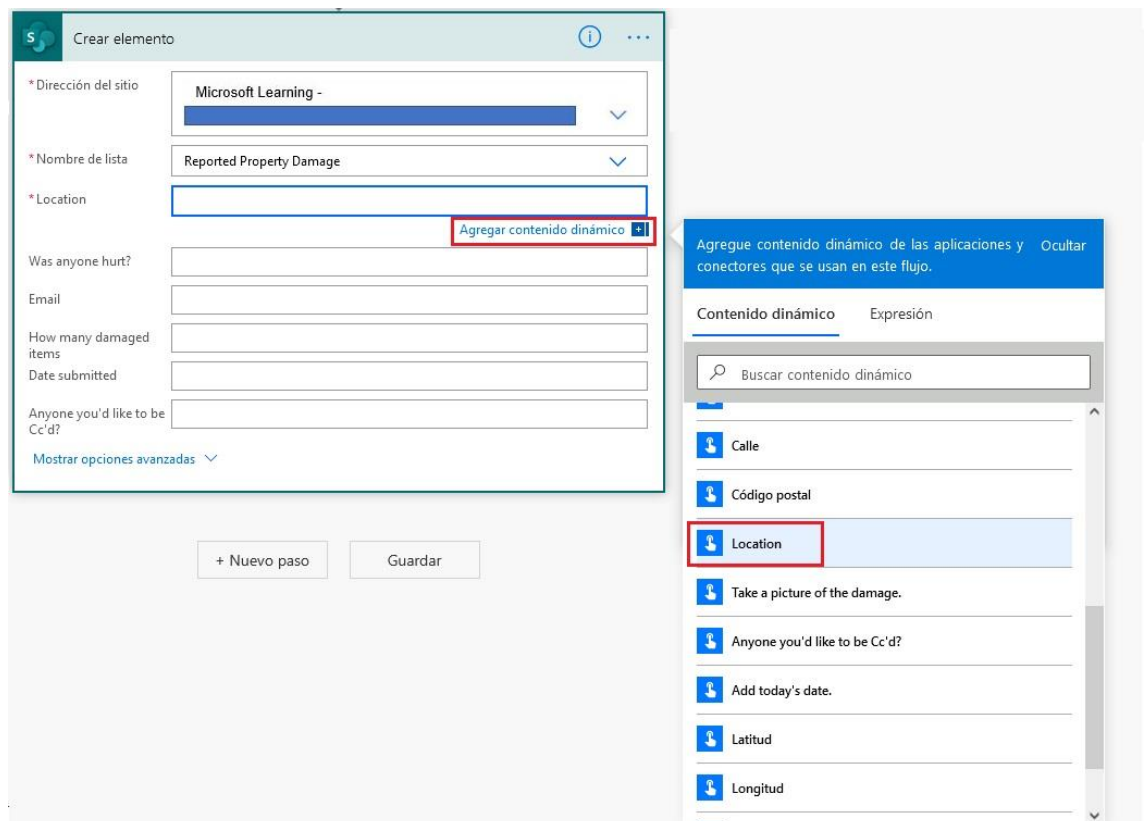 Crear elemento
* Dirección del sitio
Microsoft Learning -
* Nombre de lista
Reported Property Damage
* Location
Agregar contenido dinámico
Was anyone hurt?
Email
How many damaged
items
Date submitted
Anyone you'd like to be
Cc'd?
Mostrar opciones avanzadas
+ Nuevo paso
Guardar
Agregue contenido dinámico de las aplicaciones y
conectores que se usan en este flujo.
Ocultar
Contenido dinámico
Expresión
Buscar contenido dinámico
Calle
Código postal
Location
Take a picture of the damage.
Anyone you'd like to be Cc'd?
Add today's date.
Latitud
Longitud